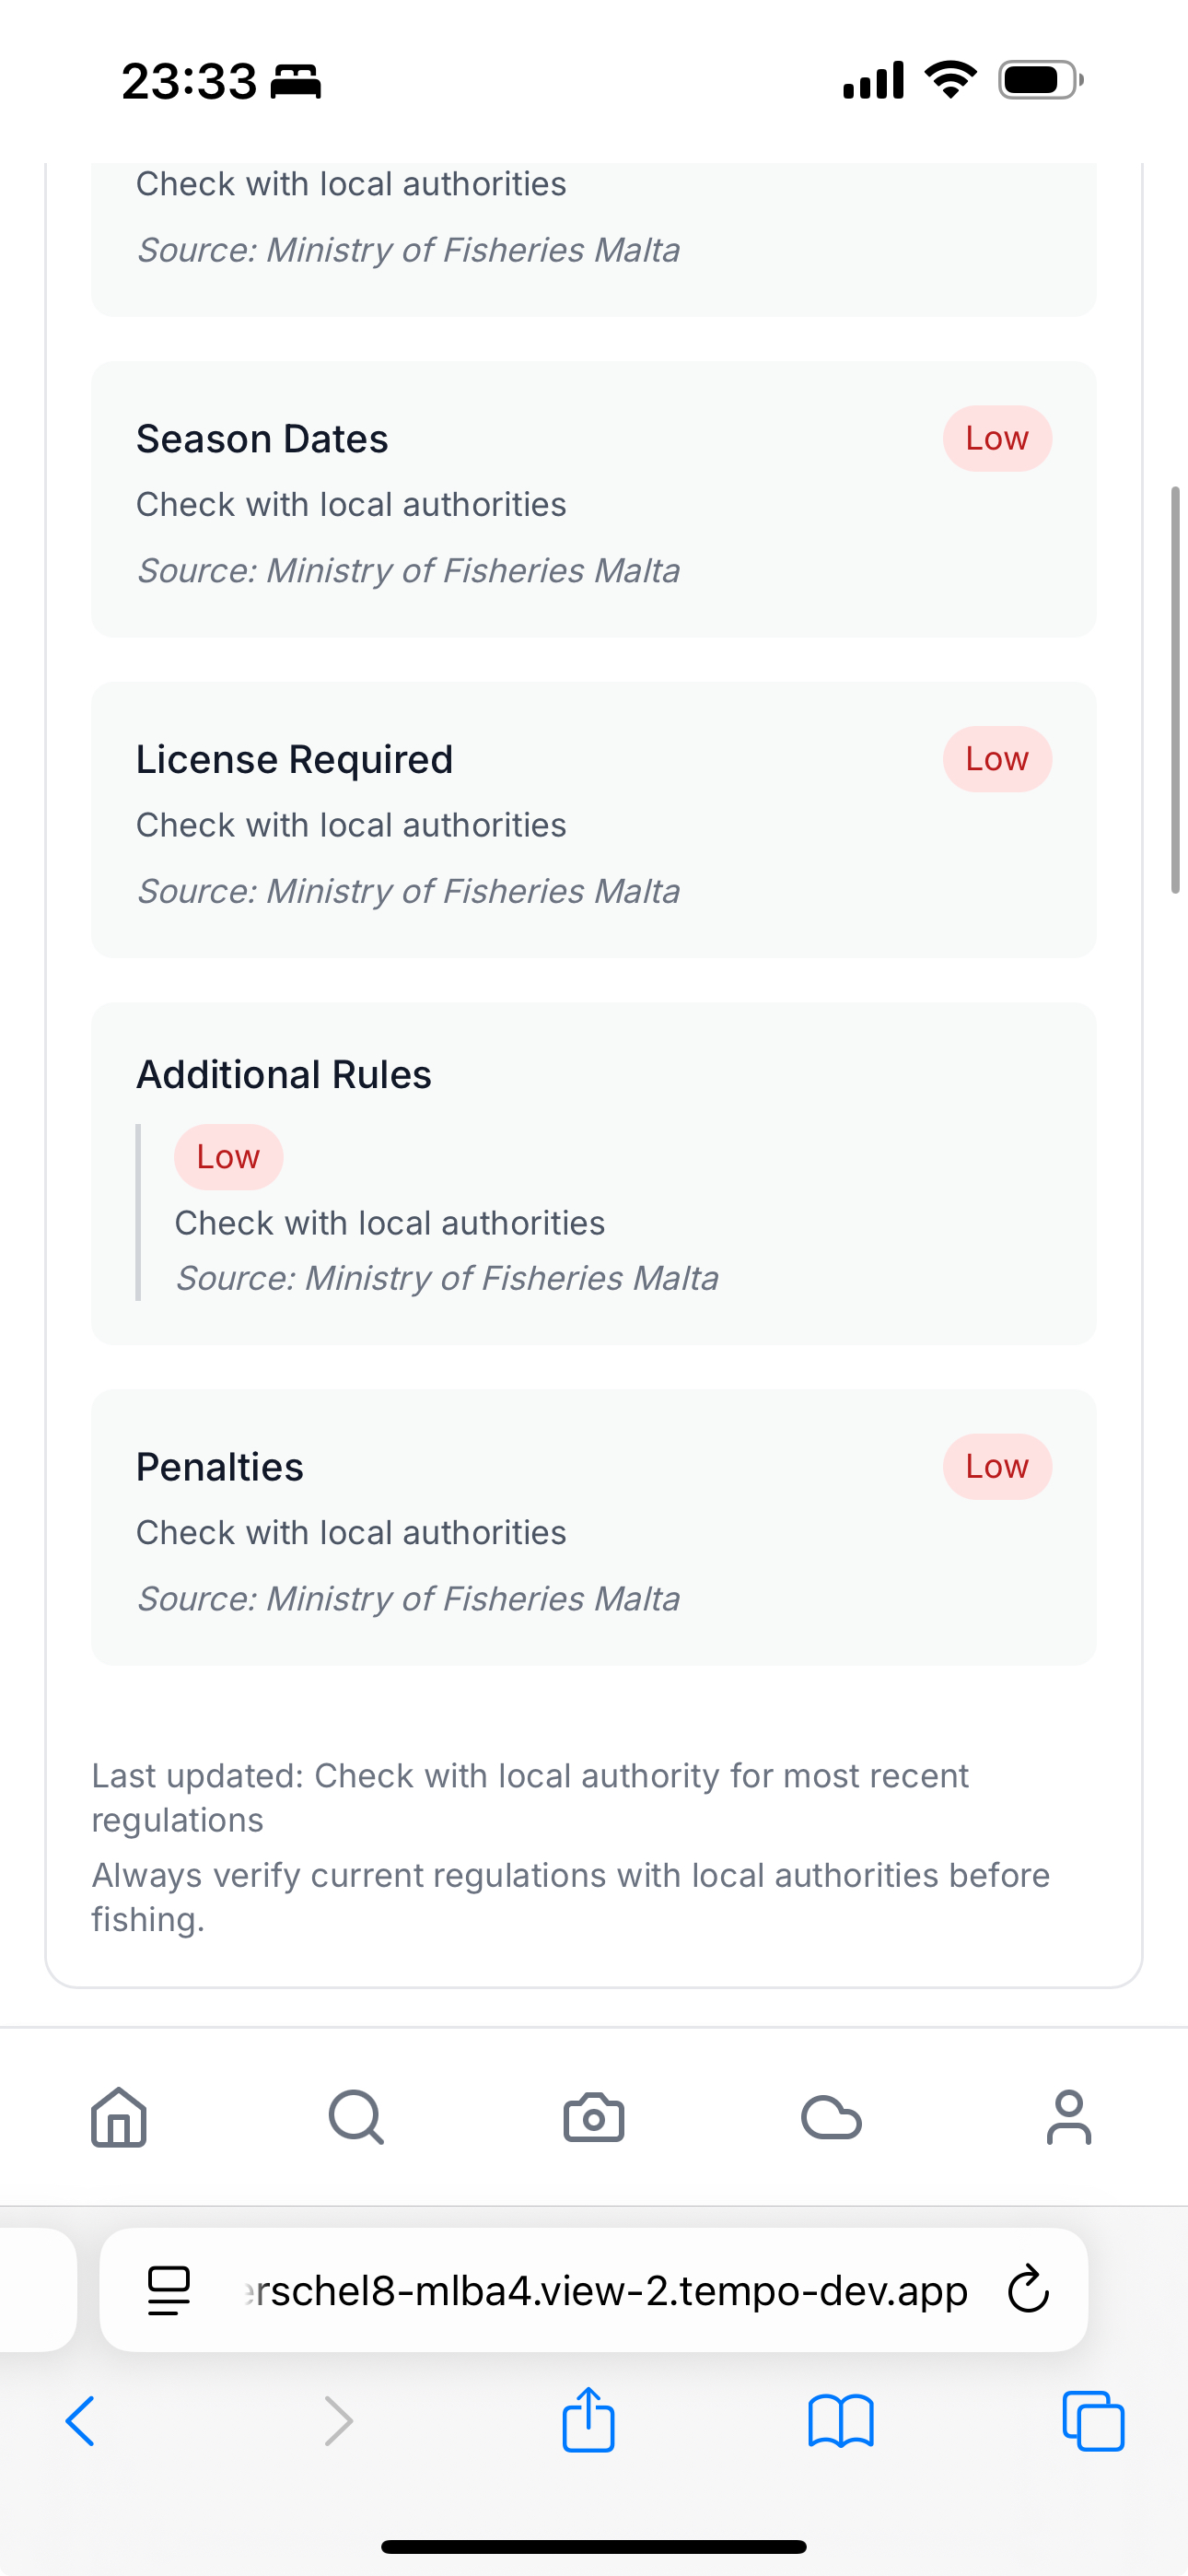 23:33
Check with local authorities
Source: Ministry of Fisheries Malta
Season Dates
Low
Check with local authorities
Source: Ministry of Fisheries Malta
License Required
Low
Check with local authorities
Source: Ministry of Fisheries Malta
Additional Rules
Low
Check with local authorities
Source: Ministry of Fisheries Malta
Penalties
Low
Check with local authorities
Source: Ministry of Fisheries Malta
Last updated: Check with local authority for most recent
regulations
Always verify current regulations with local authorities before
fishing.
erschel8-mlba4.view-2.tempo-dev.app